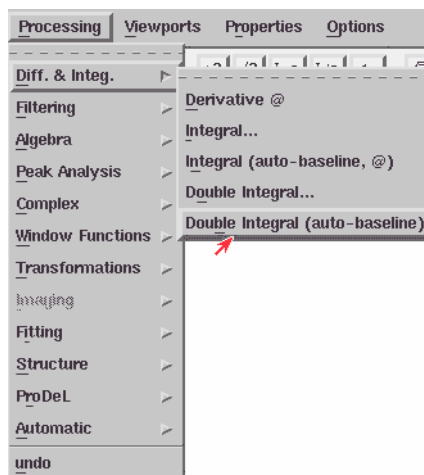 Processing Viewports Properties Options
Diff. & Integ.
Filtering
Algebra
Peak Analysis
Complex
Window Functions
Transformations
Imaging
Fitting
Structure
ProDeL
Automatic
undo
Derivative @
Integral...
Integral (auto-baseline, @)
Double Integral...
Double Integral (auto-baseline)